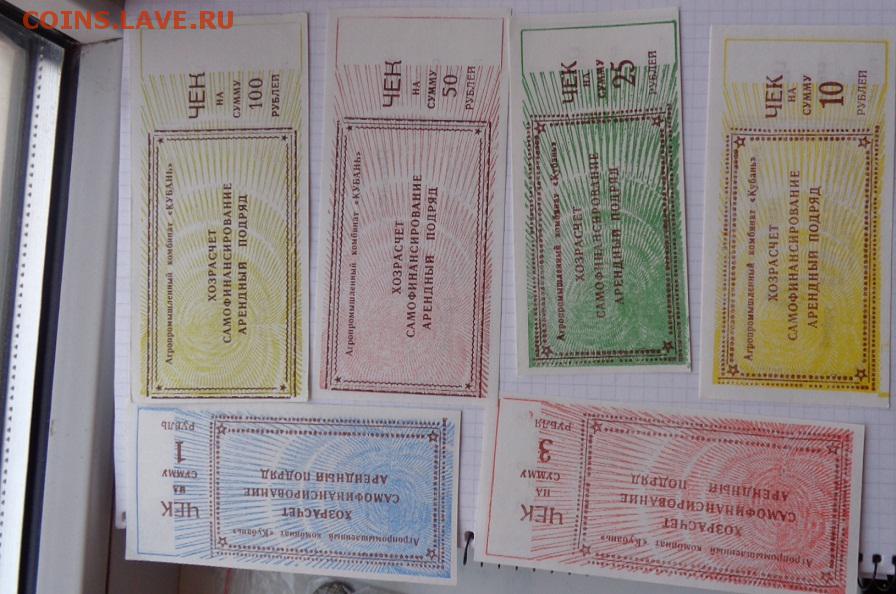 COINS.LAVE.RU
Агропромышленный комбинат «КУБАНЬ»
ХОЗРАСЧЕТ
САМОФИНАНСИРОВАНИЕ
АРЕНДНЫЙ ПОДРЯД
ЧЕК
НА
СУММУ
100
РУБЛЕЙ
Агропромышленный комбинат «КУБАНЬ»
ХОЗРАСЧЕТ
САМОФИНАНСИРОВАНИЕ
АРЕНДНЫЙ ПОДРЯД
ЧЕК
НА
СУММУ
50
РУБЛЕЙ
Агропромышленный комбинат «Кубань»
ХОЗРАСЧЕТ
САМОФИНАНСИРОВАНИЕ
АРЕНДНЫЙ ПОДРЯД
ЧЕК
НА
СУММУ
25
РУБЛЕЙ
Агропромышленный комбинат «Кубань»
ХОЗРАСЧЕТ
САМОФИНАНСИРОВАНИЕ
АРЕНДНЫЙ ПОДРЯД
ЧЕК
НА
СУММУ
10
РУБЛЕЙ
Агропромышленный комбинат «Кубань»
ХОЗРАСЧЕТ
САМОФИНАНСИРОВАНИЕ
АРЕНДНЫЙ ПОДРЯД
ЧЕК
НА
СУММУ
1
РУБЛЬ
Агропромышленный комбинат «Кубань»
ХОЗРАСЧЕТ
САМОФИНАНСИРОВАНИЕ
АРЕНДНЫЙ ПОДРЯД
ЧЕК
НА
СУММУ
3
РУБЛЯ